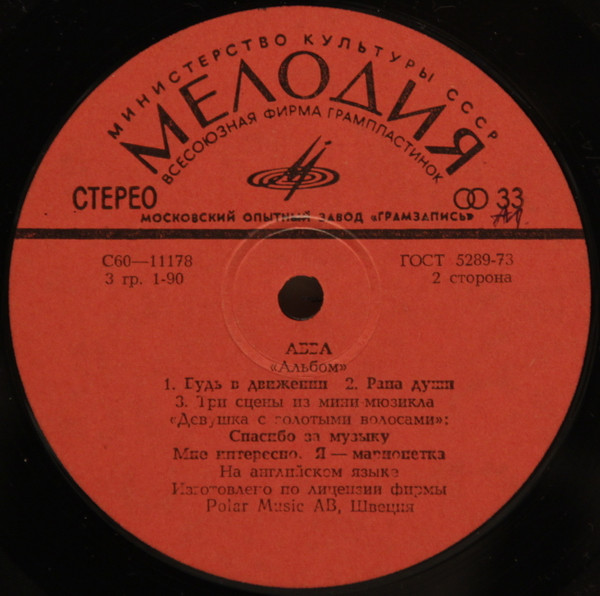 МИНИСТЕРСТВО КУЛЬТУРЫ СССР
МЕЛОДИЯ
ВСЕСОЮЗНАЯ ФИРМА ГРАМПЛАСТИНОК
СТЕРЕО
33
МОСКОВСКИЙ ОПЫТНЫЙ ЗАВОД «ГРАМЗАПИСЬ»
С60—11178
ГОСТ 5289-73
3 гр. 1-90
2 сторона
АББА
«Альбом»
1. Будь в движении 2. Рана души
3. Три сцены из мини-мюзикла
«Девушка с золотыми волосами»:
Спасибо за музыку
Мне интересно. Я — марионетка
На английском языке
Изготовлено по лицензии фирмы
Polar Music AB, Швеция